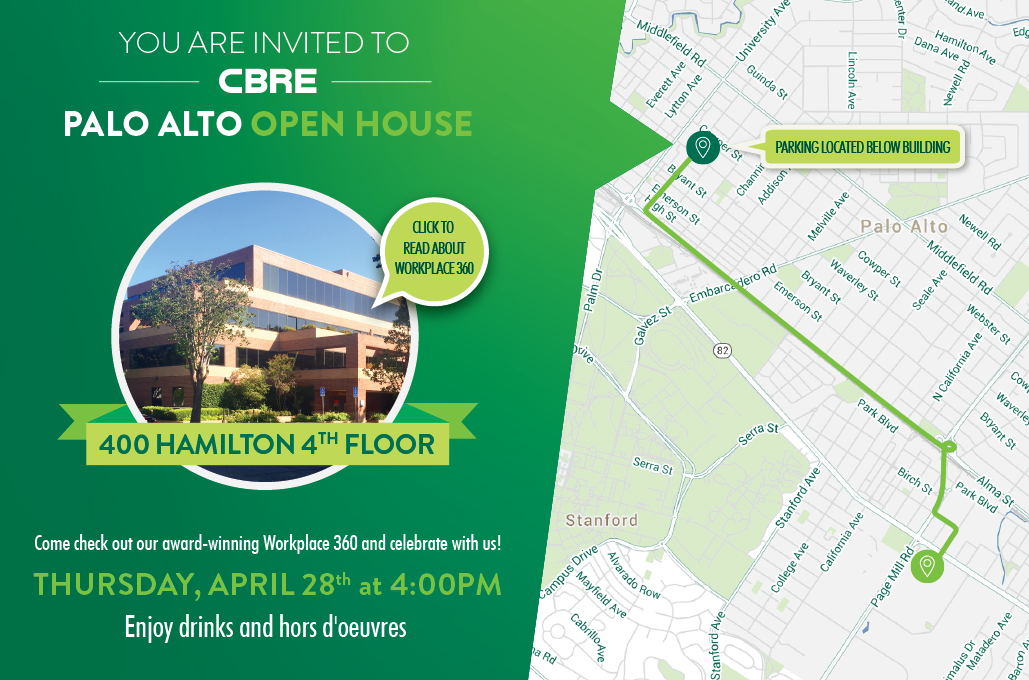 YOU ARE INVITED TO
CBRE
PALO ALTO OPEN HOUSE
CLICK TO
READ ABOUT
WORKPLACE 360
400 HAMILTON 4TH FLOOR
Come check out our award-winning Workplace 360 and celebrate with us!
THURSDAY, APRIL 28th at 4:00PM
Enjoy drinks and hors d'oeuvres
PARKING LOCATED BELOW BUILDING
Middlefield Rd
University Ave
Hamilton Ave
Dana Ave
Newell Rd
Lincoln Ave
Guinda St
Everett Ave
Lytton Ave
Bryant St
Emerson St
High St
Melville Ave
Palo Alto
Newell Rd
Middlefield Rd
Embarcadero Rd
Cowper St
Waverley St
Bryant St
Emerson St
Seale Ave
Webster St
Palm Dr
Galvez St
82
N California Ave
Waverley St
Bryant St
Park Blvd
Serra St
Serra St
Stanford
Stanford Ave
Birch St
Alma St
Park Blvd
Campus Drive
Alvarado Row
Mayfield Ave
Cabrillo Ave
College Ave
California Ave
Page Mill Rd
Stanford Ave
Matadero Ave